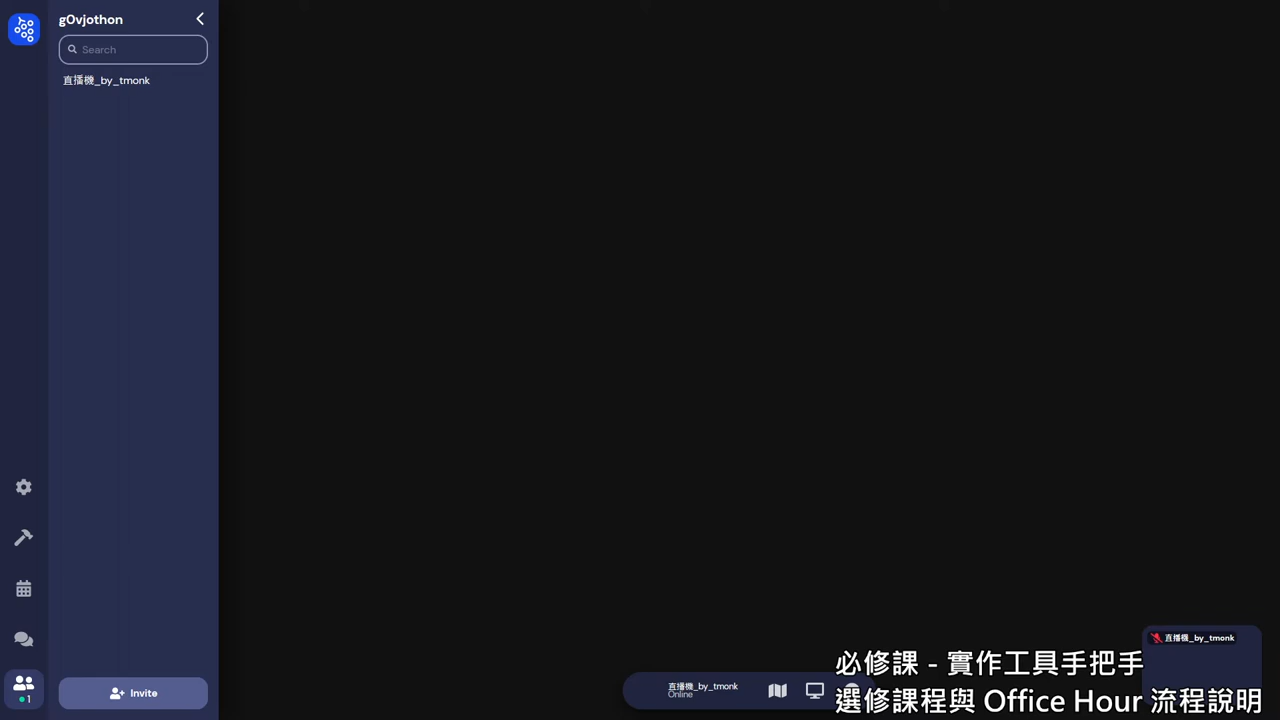 gOvjothon
Search
直播機_by_tmonk
1
Invite
直播機_by_tmonk
Online
直播機_by_tmonk
必修課 - 實作工具手把手
選修課程與 Office Hour 流程說明